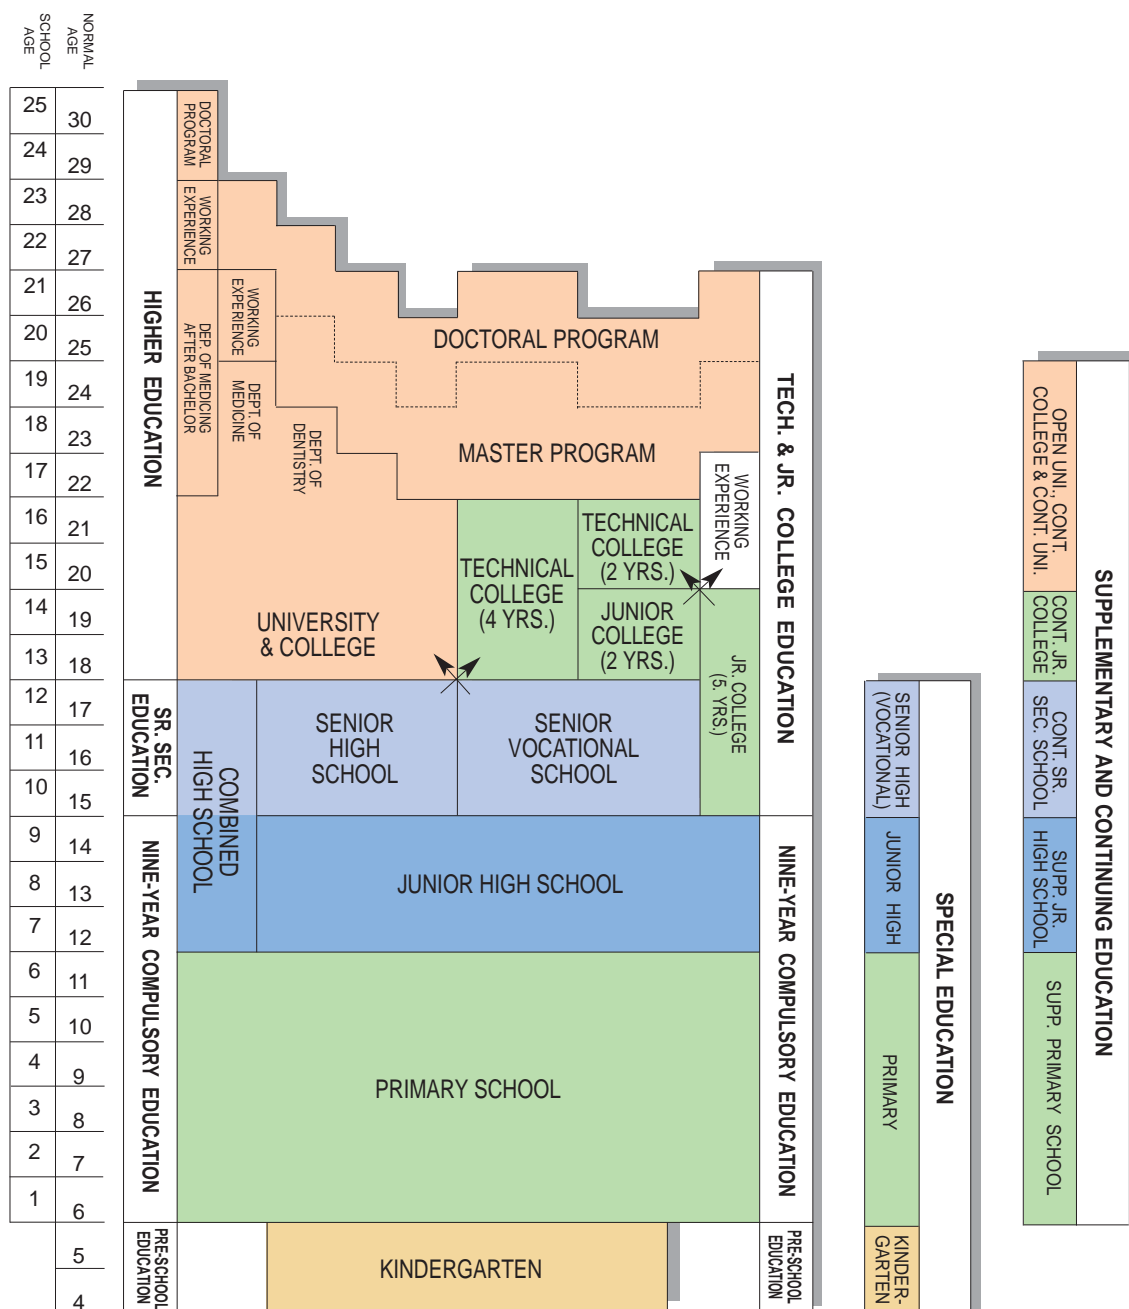 SCHOOL
AGE
NORMAL
AGE
25
24
23
22
21
20
19
18
17
16
15
14
13
12
11
10
9
8
7
6
5
4
3
2
1
30
29
28
27
26
25
24
23
22
21
20
19
18
17
16
15
14
13
12
11
10
9
8
7
6
5
4
HIGHER EDUCATION
SR. SEC.
EDUCATION
NINE-YEAR COMPULSORY EDUCATION
PRE-SCHOOL
EDUCATION
DOCTORAL
PROGRAM
WORKING
EXPERIENCE
DEP. OF MEDICING
AFTER BACHELOR
WORKING
EXPERIENCE
DEPT. OF
MEDICINE
DEPT. OF
DENTISTRY
DOCTORAL PROGRAM
MASTER PROGRAM
WORKING
EXPERIENCE
TECHNICAL
COLLEGE
(2 YRS.)
TECHNICAL
COLLEGE
(4 YRS.)
JUNIOR
COLLEGE
(2 YRS.)
UNIVERSITY
& COLLEGE
JR. COLLEGE
(5. YRS.)
COMBINED
HIGH SCHOOL
SENIOR
HIGH
SCHOOL
SENIOR
VOCATIONAL
SCHOOL
JUNIOR HIGH SCHOOL
PRIMARY SCHOOL
KINDERGARTEN
TECH. & JR. COLLEGE EDUCATION
NINE-YEAR COMPULSORY EDUCATION
PRE-SCHOOL
EDUCATION
SENIOR HIGH
(VOCATIONAL)
JUNIOR HIGH
PRIMARY
KINDER-
GARTEN
SPECIAL EDUCATION
OPEN UNI., CONT.
COLLEGE & CONT. UNI.
CONT. JR.
COLLEGE
CONT. SR.
SEC. SCHOOL
SUPP. JR.
HIGH SCHOOL
SUPP. PRIMARY SCHOOL
SUPPLEMENTARY AND CONTINUING EDUCATION